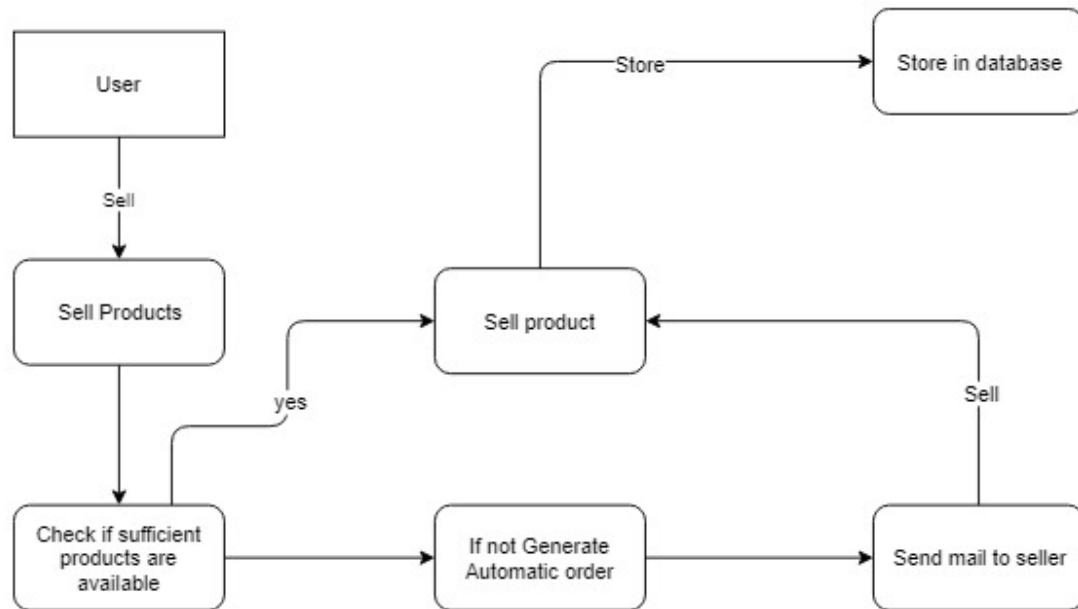 User
Store
Store in database
Sell
Sell Products
Sell product
yes
Sell
Check if sufficient
products are
available
If not Generate
Automatic order
Send mail to seller